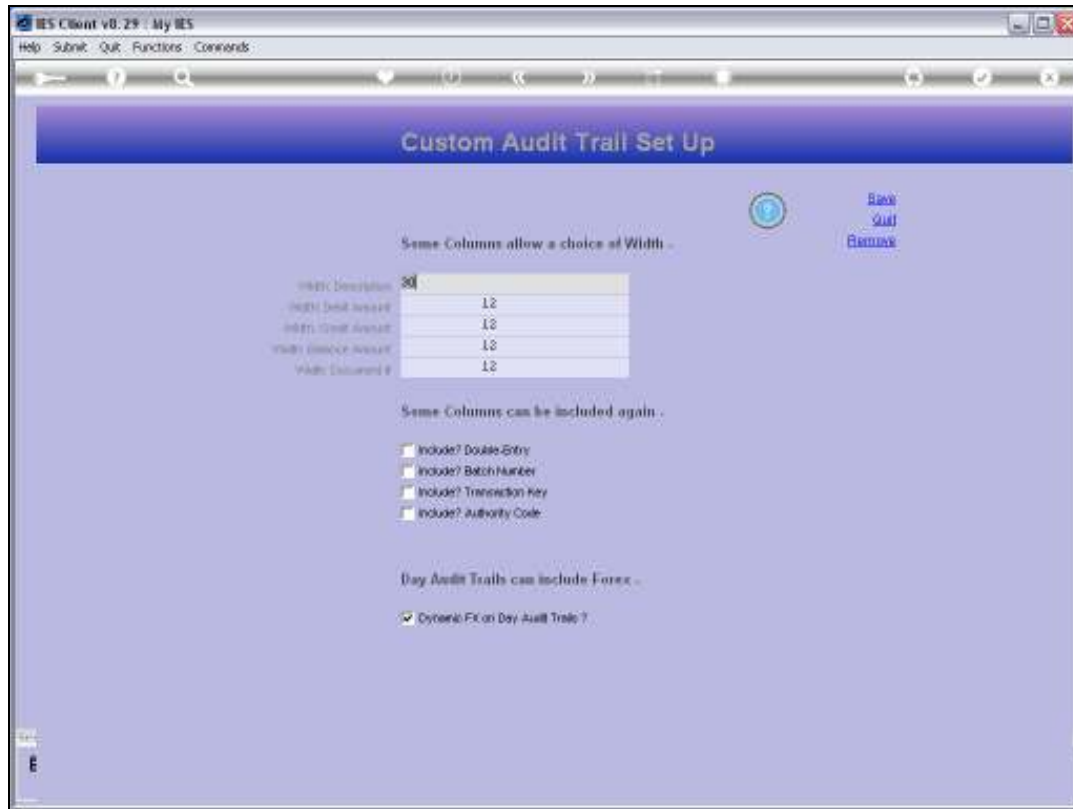 IES Client v8.29 : My IES
Help Submit Quit Functions Commands
Custom Audit Trail Set Up
Save
Quit
Remove
Some Columns allow a choice of Width .
Width: Description 30
Width: Debit Amount 12
Width: Credit Amount 12
Width: Balance Amount 12
Width: Document # 12
Some Columns can be included again .
Include? Double-Entry
Include? Batch Number
Include? Transaction Key
Include? Authority Code
Day Audit Trails can include Forex .
Dynamic FX on Day Audit Trails ?